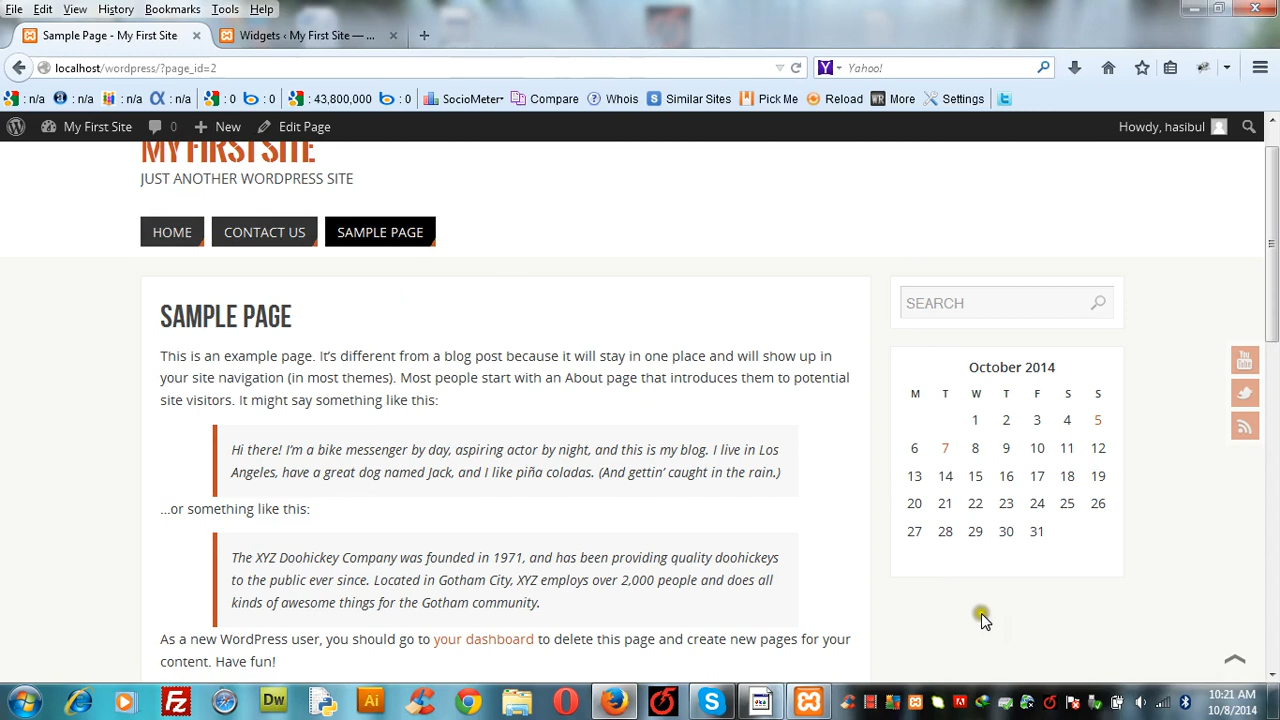 File Edit View History Bookmarks Tools Help
Sample Page - My First Site × Widgets ‹ My First Site — ... × +
localhost/wordpress/?page_id=2 Yahoo!
: n/a : n/a : n/a : n/a : 0 : 0 : 43,800,000 : 0 SocioMeter Compare Whois Similar Sites Pick Me Reload More Settings
My First Site 0 + New Edit Page Howdy, hasibul
MY FIRST SITE
JUST ANOTHER WORDPRESS SITE
HOME CONTACT US SAMPLE PAGE
SAMPLE PAGE
This is an example page. It's different from a blog post because it will stay in one place and will show up in
your site navigation (in most themes). Most people start with an About page that introduces them to potential
site visitors. It might say something like this:
Hi there! I'm a bike messenger by day, aspiring actor by night, and this is my blog. I live in Los
Angeles, have a great dog named Jack, and I like piña coladas. (And gettin' caught in the rain.)
...or something like this:
The XYZ Doohickey Company was founded in 1971, and has been providing quality doohickeys
to the public ever since. Located in Gotham City, XYZ employs over 2,000 people and does all
kinds of awesome things for the Gotham community.
As a new WordPress user, you should go to your dashboard to delete this page and create new pages for your
content. Have fun!
SEARCH
October 2014
M T W T F S S
1 2 3 4 5
6 7 8 9 10 11 12
13 14 15 16 17 18 19
20 21 22 23 24 25 26
27 28 29 30 31
You Tube
Dw Ai
10:21 AM
10/8/2014